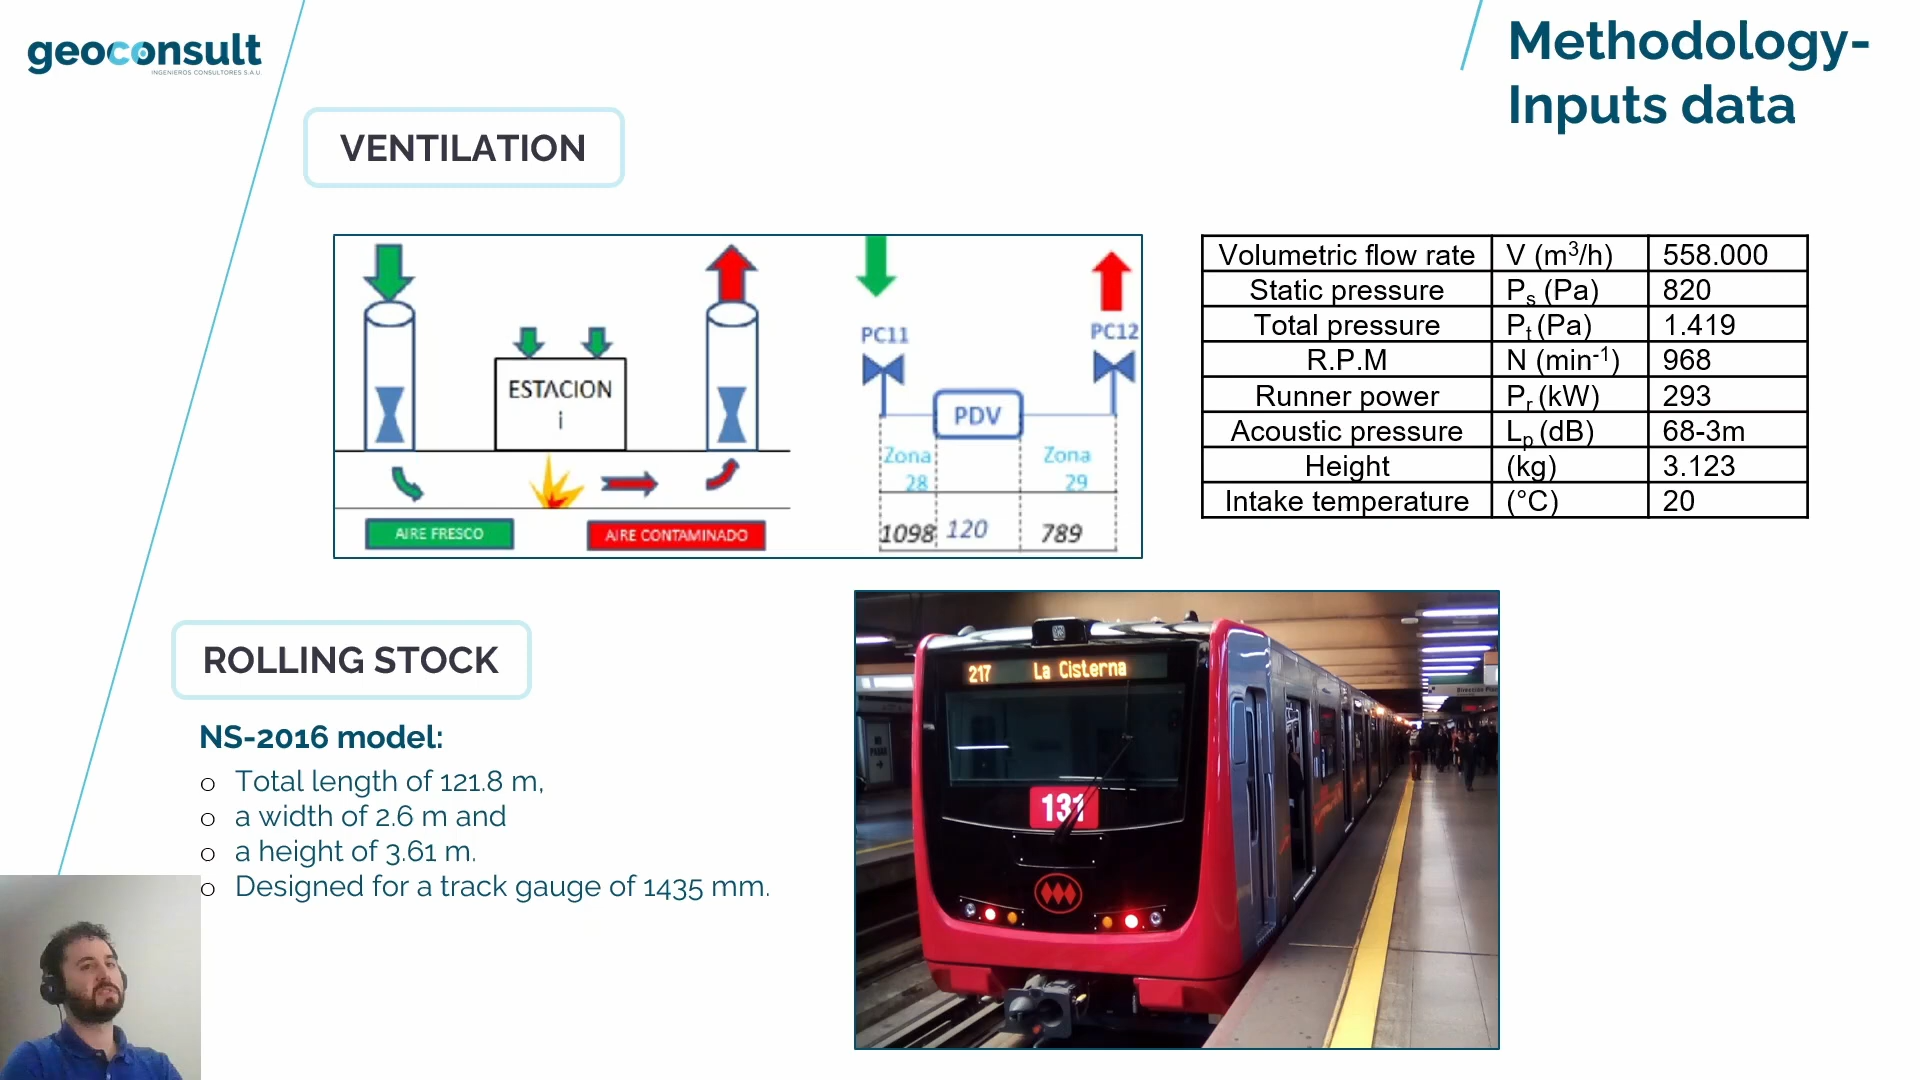 geoconsult
INGENIEROS CONSULTORES S.A.U.
Methodology-
Inputs data
VENTILATION
ESTACION
i
AIRE FRESCO
AIRE CONTAMINADO
PC11
PC12
PDV
Zona
28
Zona
29
1098
120
789
Volumetric flow rate V (m³/h) 558.000
Static pressure Ps (Pa) 820
Total pressure Pt (Pa) 1.419
R.P.M N (min⁻¹) 968
Runner power Pr (kW) 293
Acoustic pressure Lp (dB) 68-3m
Height (kg) 3.123
Intake temperature (°C) 20
ROLLING STOCK
NS-2016 model:
o Total length of 121.8 m,
o a width of 2.6 m and
o a height of 3.61 m.
o Designed for a track gauge of 1435 mm.
217 La Cisterna
131
NO
PASAR